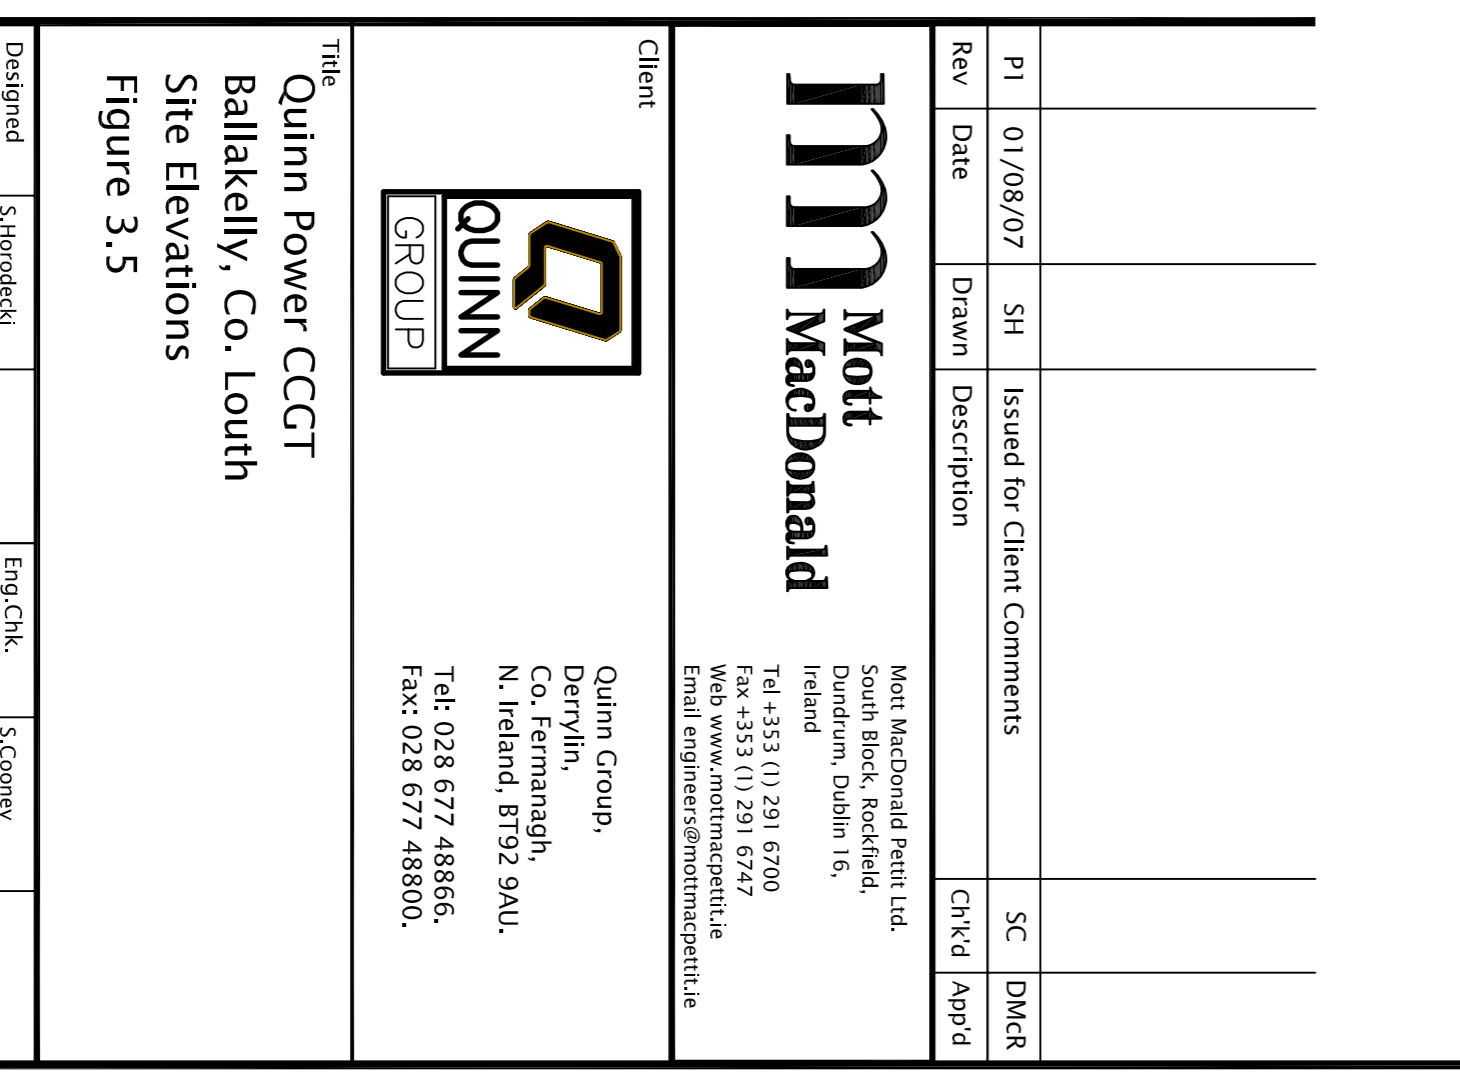 P1 01/08/07 SH Issued for Client Comments SC DMcR
Rev Date Drawn Description Ch'k'd App'd
Mott
MacDonald
Mott MacDonald Pettit Ltd.
South Block, Rockfield,
Dundrum, Dublin 16,
Ireland
Tel +353 (1) 291 6700
Fax +353 (1) 291 6747
Web www.mottmacpettit.ie
Email engineers@mottmacpettit.ie
Client
QUINN
GROUP
Quinn Group,
Derrylin,
Co. Fermanagh,
N. Ireland, BT92 9AU.
Tel: 028 677 48866.
Fax: 028 677 48800.
Title
Quinn Power CCGT
Ballakelly, Co. Louth
Site Elevations
Figure 3.5
Designed S.Horodecki Eng.Chk. S.Cooney